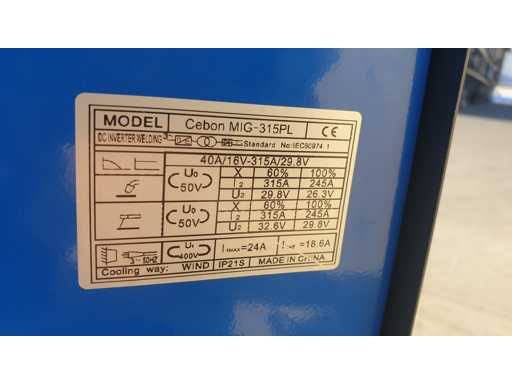 MODEL Cebon MIG-315PL CE
DC INVERTER WELDING 3~ Standard No:IEC60974 1
40A/16V-315A/29.8V
U₀ 50V X 60% 100%
I₂ 315A 245A
U₂ 29.8V 26.3V
U₀ 50V X 60% 100%
I₂ 315A 245A
U₂ 32.6V 29.8V
3~50HZ U₁ 400V I₁MAX=24A I₁eff=18.6A
Cooling way: WIND IP21S MADE IN CHINA